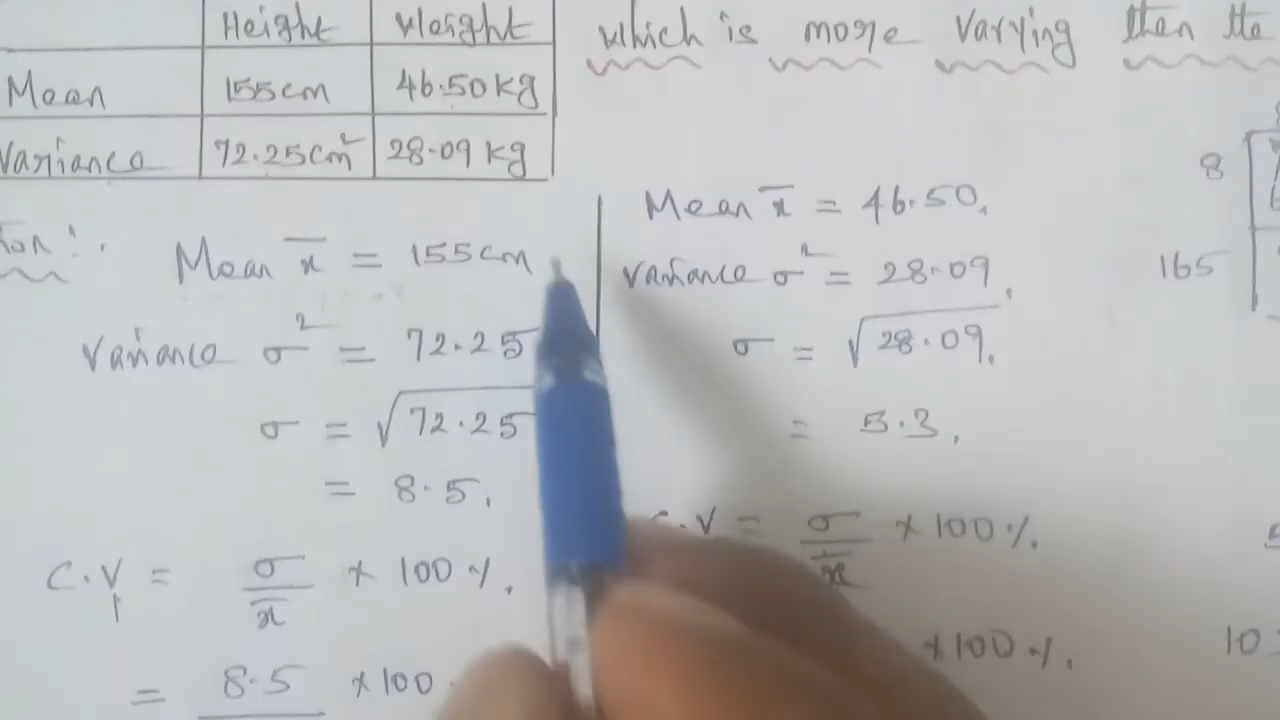 Height Weight
Mean 155cm 46.50kg
Variance 72.25cm² 28.09 kg
which is more varying then the
Mean x̄ = 155cm
Variance σ² = 72.25
σ = √72.25
= 8.5.
C.V = σ/x̄ × 100 %.
= 8.5 × 100
Mean x̄ = 46.50.
Variance σ² = 28.09.
σ = √28.09.
= 5.3.
C.V = σ/x̄ × 100 %.
× 100 %.
8
165